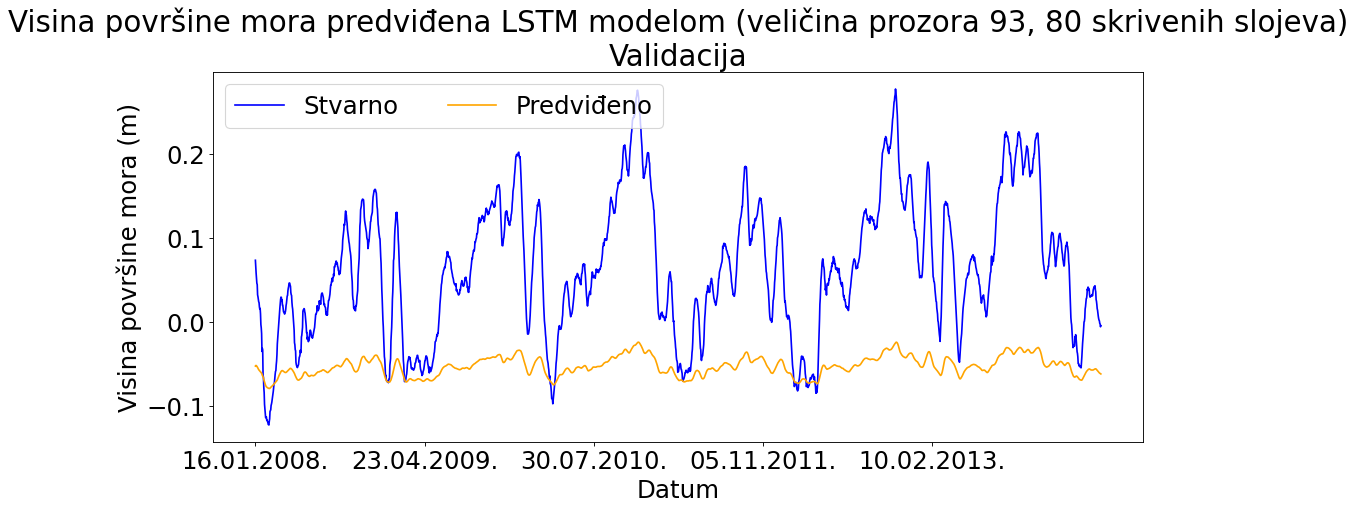 Visina površine mora predviđena LSTM modelom (veličina prozora 93, 80 skrivenih slojeva)
Validacija
Stvarno Predviđeno
Visina površine mora (m)
0.2
0.1
0.0
−0.1
16.01.2008. 23.04.2009. 30.07.2010. 05.11.2011. 10.02.2013.
Datum